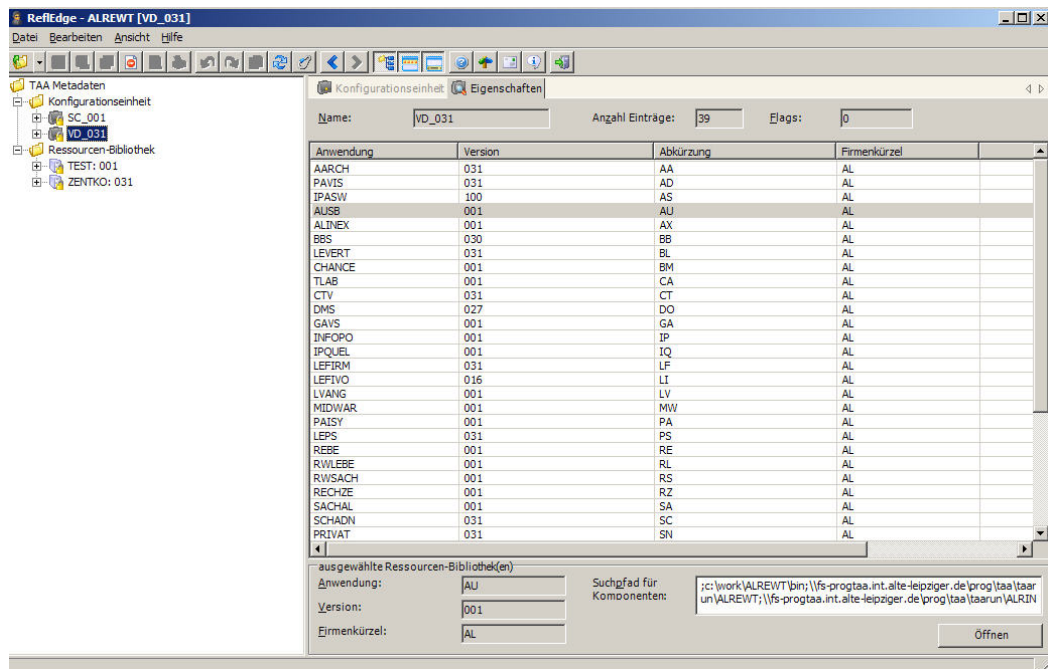 ReflEdge - ALREWT [VD_031]
Datei Bearbeiten Ansicht Hilfe
TAA Metadaten
Konfigurationseinheit
SC_001
VD_031
Ressourcen-Bibliothek
TEST: 001
ZENTKO: 031
Konfigurationseinheit Eigenschaften
Name: VD_031 Anzahl Einträge: 39 Flags: 0
Anwendung Version Abkürzung Firmenkürzel
AARCH 031 AA AL
PAVIS 031 AD AL
IPASW 100 AS AL
AUSB 001 AU AL
ALINEX 001 AX AL
BBS 030 BB AL
LEVERT 031 BL AL
CHANCE 001 BM AL
TLAB 001 CA AL
CTV 031 CT AL
DMS 027 DO AL
GAVS 001 GA AL
INFOPO 001 IP AL
IPQUEL 001 IQ AL
LEFIRM 031 LF AL
LEFIVO 016 LI AL
LVANG 001 LV AL
MIDWAR 001 MW AL
PAISY 001 PA AL
LEPS 031 PS AL
REBE 001 RE AL
RWLEBE 001 RL AL
RWSACH 001 RS AL
RECHZE 001 RZ AL
SACHAL 001 SA AL
SCHADN 031 SC AL
PRIVAT 031 SN AL
ausgewählte Ressourcen-Bibliothek(en)
Anwendung: AU
Version: 001
Firmenkürzel: AL
Suchpfad für
Komponenten:
;c:\work\ALREWT\bin;\\fs-progtaa.int.alte-leipziger.de\prog\taa\taar
un\ALREWT;\\fs-progtaa.int.alte-leipziger.de\prog\taa\taarun\ALRIN
Öffnen